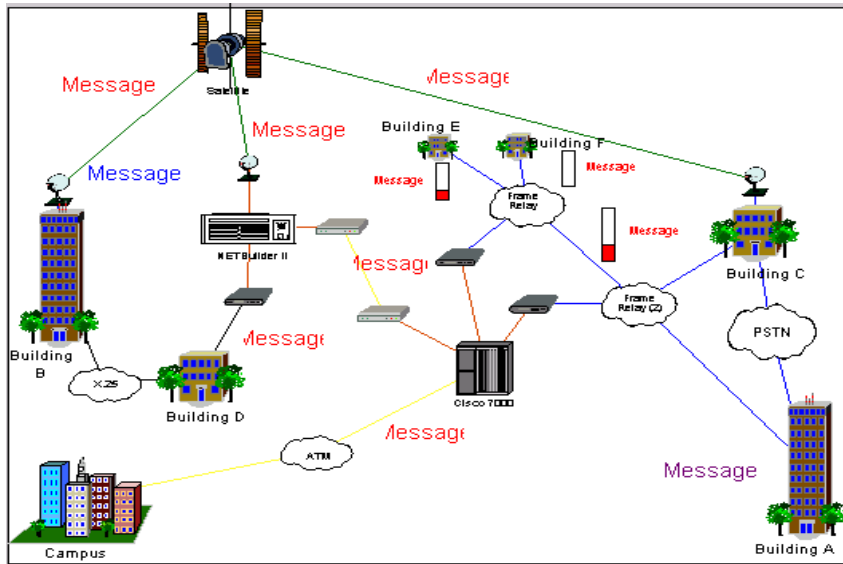 Satellite
Message
Message
Message
Message
Building E
Building F
Message
Message
Frame
Relay
Message
NETBuilder II
Message
Building C
Frame
Relay (2)
PSTN
Message
Building
B
X.25
Building D
Cisco 7000
Message
ATM
Message
Campus
Building A